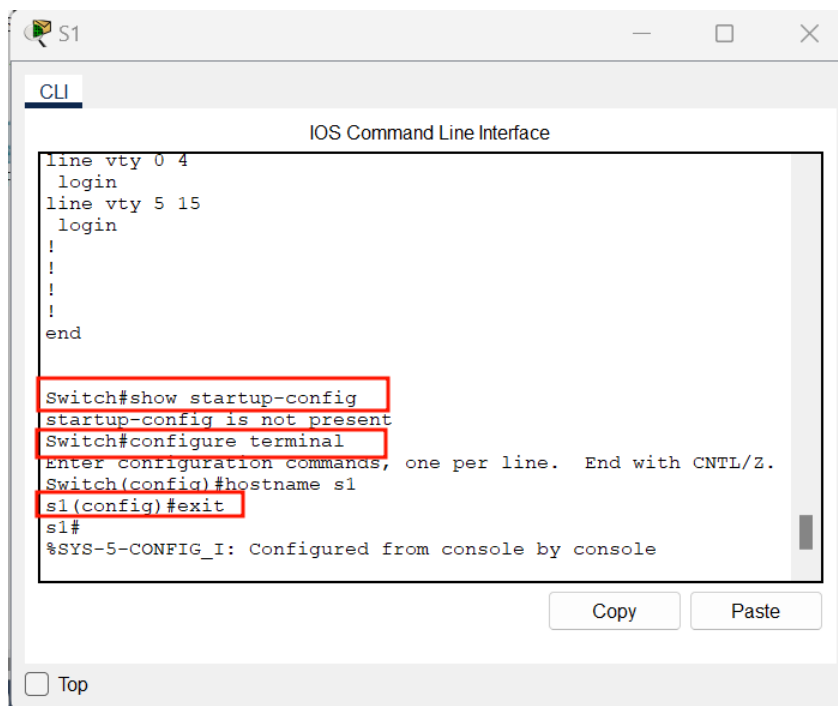 S1
CLI
IOS Command Line Interface
line vty 0 4
 login
line vty 5 15
 login
!
!
!
!
end
Switch#show startup-config
startup-config is not present
Switch#configure terminal
Enter configuration commands, one per line.  End with CNTL/Z.
Switch(config)#hostname s1
s1(config)#exit
s1#
%SYS-5-CONFIG_I: Configured from console by console
Copy Paste
Top